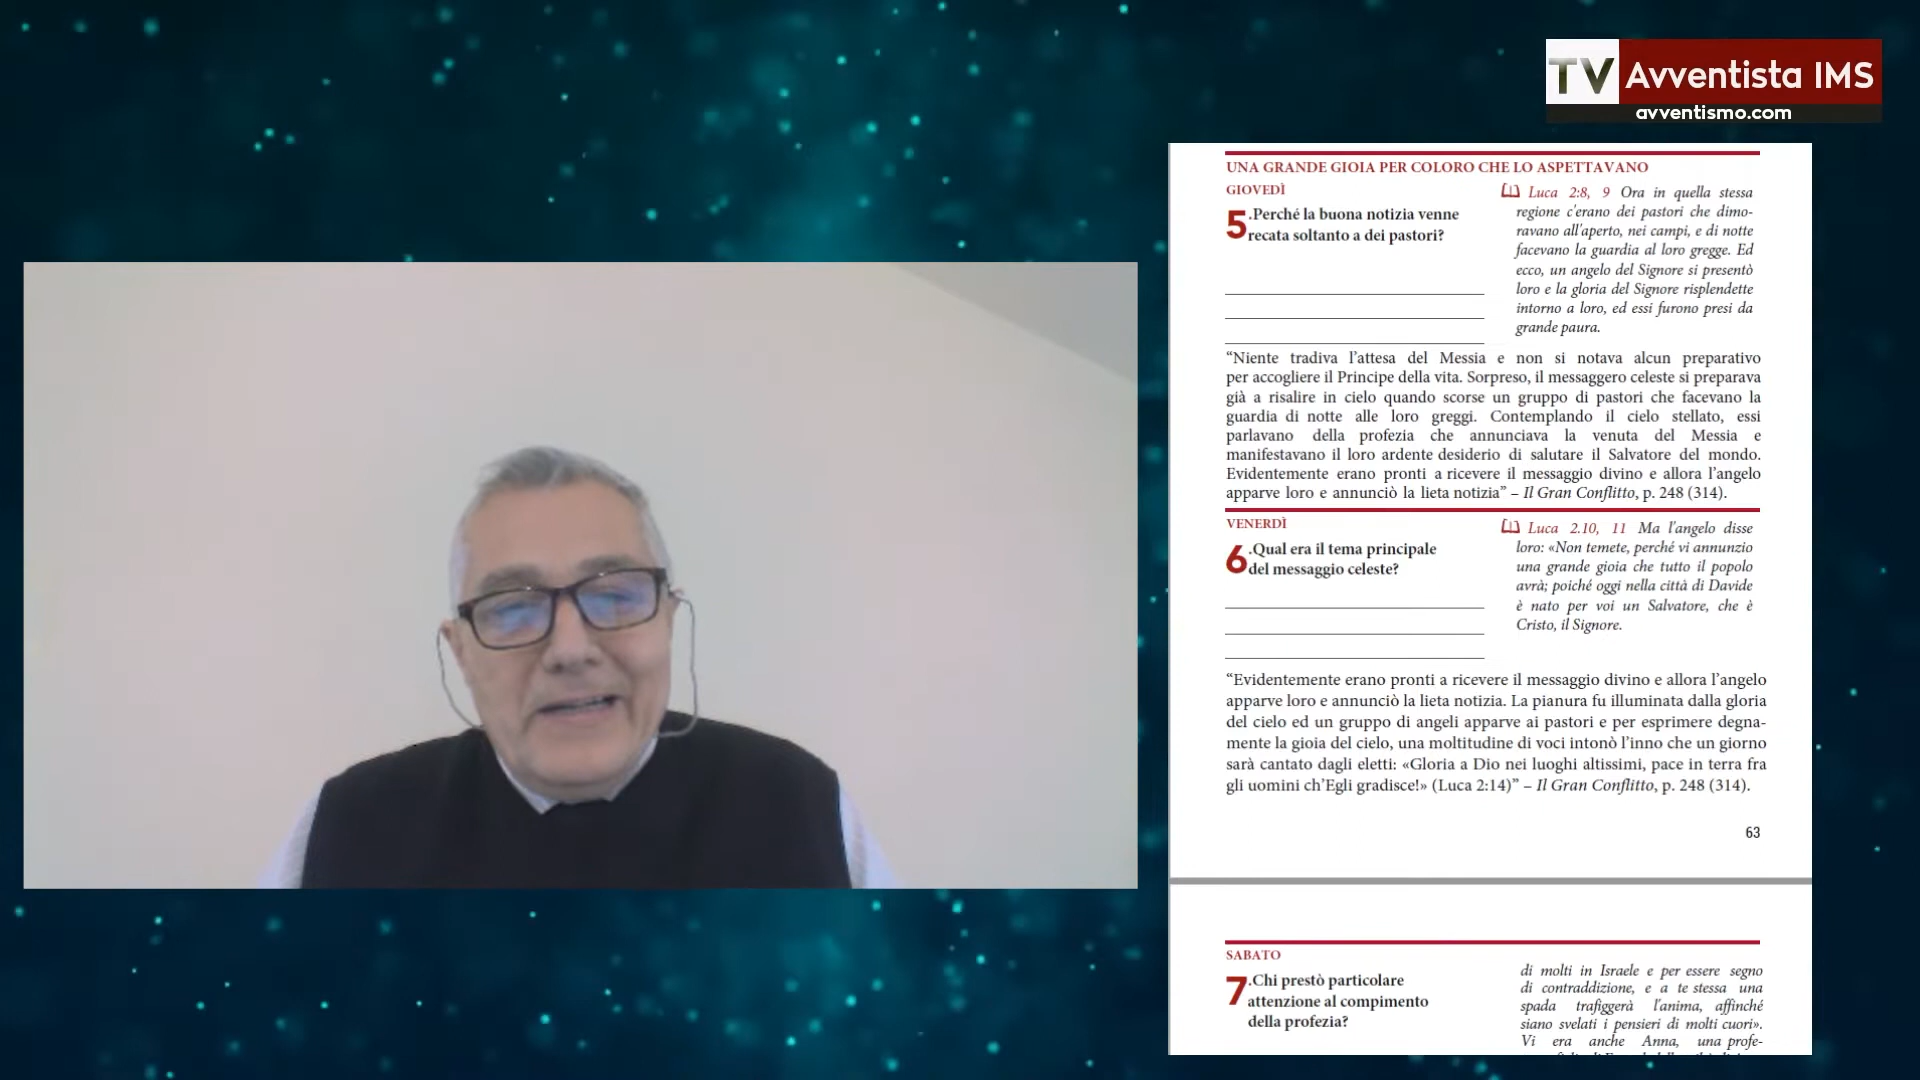 TV Avventista IMS
avventismo.com
UNA GRANDE GIOIA PER COLORO CHE LO ASPETTAVANO
GIOVEDÌ
5.Perché la buona notizia venne
recata soltanto a dei pastori?
Luca 2:8, 9 Ora in quella stessa
regione c'erano dei pastori che dimo-
ravano all'aperto, nei campi, e di notte
facevano la guardia al loro gregge. Ed
ecco, un angelo del Signore si presentò
loro e la gloria del Signore risplendette
intorno a loro, ed essi furono presi da
grande paura.
“Niente tradiva l’attesa del Messia e non si notava alcun preparativo
per accogliere il Principe della vita. Sorpreso, il messaggero celeste si preparava
già a risalire in cielo quando scorse un gruppo di pastori che facevano la
guardia di notte alle loro greggi. Contemplando il cielo stellato, essi
parlavano della profezia che annunciava la venuta del Messia e
manifestavano il loro ardente desiderio di salutare il Salvatore del mondo.
Evidentemente erano pronti a ricevere il messaggio divino e allora l’angelo
apparve loro e annunciò la lieta notizia” – Il Gran Conflitto, p. 248 (314).
VENERDÌ
6.Qual era il tema principale
del messaggio celeste?
Luca 2.10, 11 Ma l'angelo disse
loro: «Non temete, perché vi annunzio
una grande gioia che tutto il popolo
avrà; poiché oggi nella città di Davide
è nato per voi un Salvatore, che è
Cristo, il Signore.
“Evidentemente erano pronti a ricevere il messaggio divino e allora l’angelo
apparve loro e annunciò la lieta notizia. La pianura fu illuminata dalla gloria
del cielo ed un gruppo di angeli apparve ai pastori e per esprimere degna-
mente la gioia del cielo, una moltitudine di voci intonò l’inno che un giorno
sarà cantato dagli eletti: «Gloria a Dio nei luoghi altissimi, pace in terra fra
gli uomini ch’Egli gradisce!» (Luca 2:14)” – Il Gran Conflitto, p. 248 (314).
63
SABATO
7.Chi prestò particolare
attenzione al compimento
della profezia?
di molti in Israele e per essere segno
di contraddizione, e a te stessa una
spada trafiggerà l'anima, affinché
siano svelati i pensieri di molti cuori».
Vi era anche Anna, una profe-